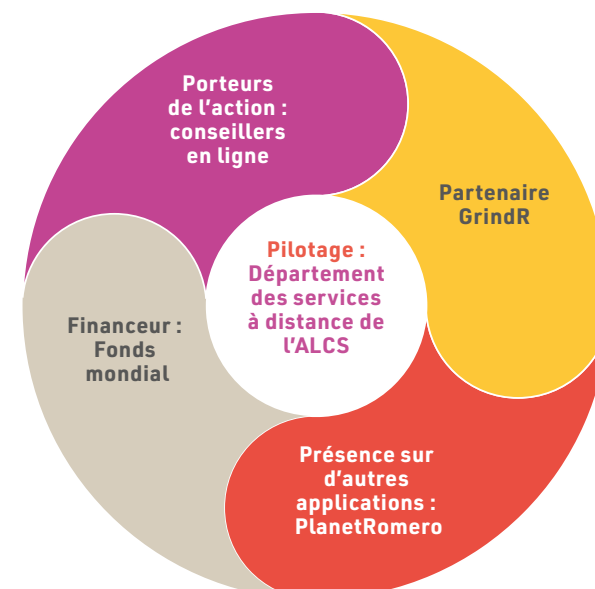 Porteurs
de l’action :
conseillers
en ligne
Partenaire
GrindR
Pilotage :
Département
des services
à distance de
l’ALCS
Financeur :
Fonds
mondial
Présence sur
d’autres
applications :
PlanetRomero